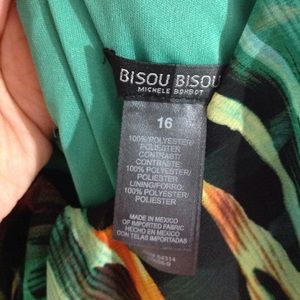 BISOU BISOU
MICHELE BOHBOT
16
100%POLYESTER/
POLIESTER
CONTRAST/
CONTRASTE:
100%POLYESTER/
POLIESTER
LINING/FORRO:
100%POLYESTER/
POLIESTER
MADE IN MEXICO
OF IMPORTED FABRIC
HECHO EN MEXICO
CON TELAS IMPORTADAS